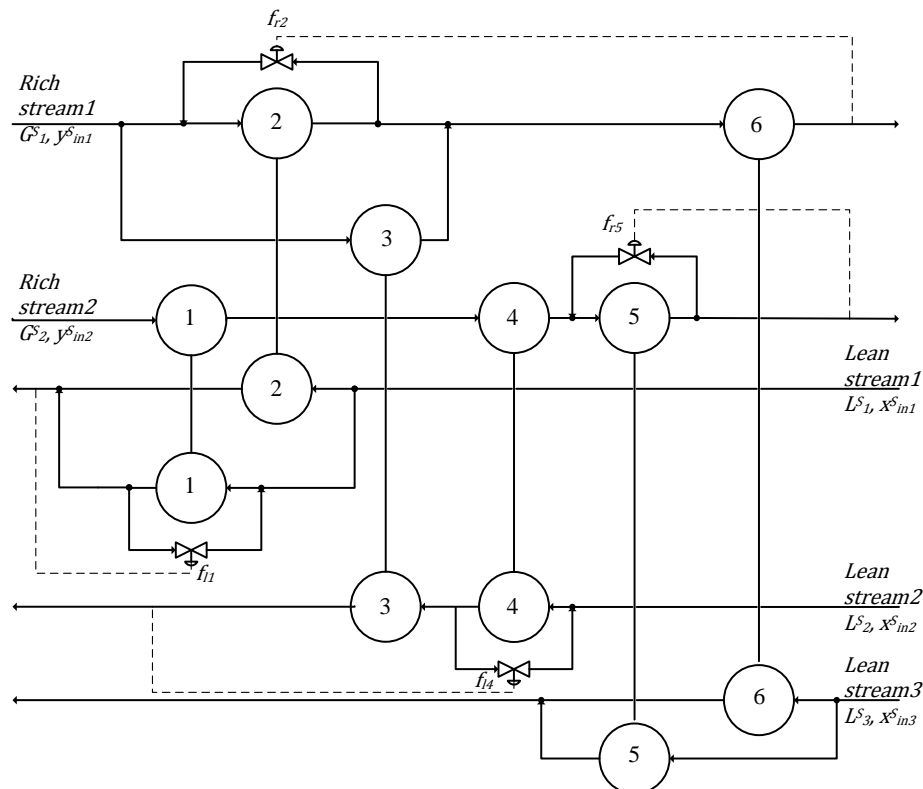 f_r2
Rich
stream1
G^S_1, y^S_in1
2
6
3
f_r5
Rich
stream2
G^S_2, y^S_in2
1
4
5
2
Lean
stream1
L^S_1, x^S_in1
1
f_l1
3
4
Lean
stream2
L^S_2, x^S_in2
f_l4
6
Lean
stream3
L^S_3, x^S_in3
5